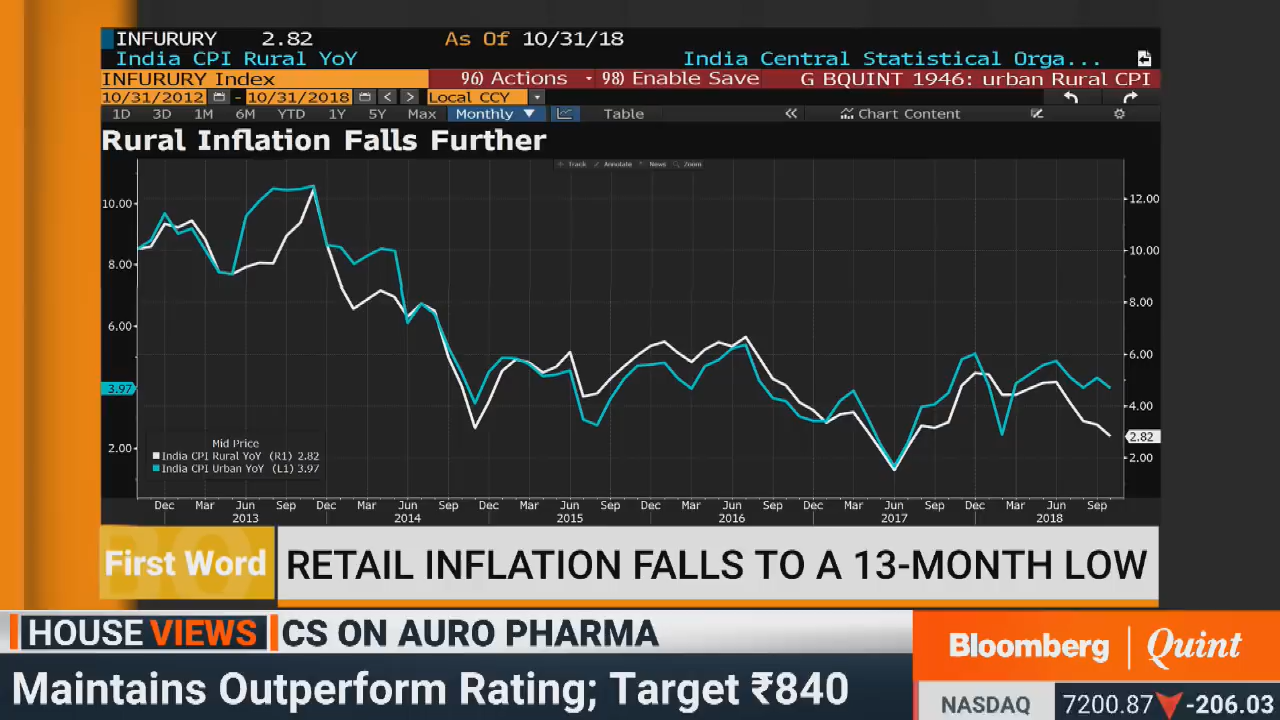 INFURURY 2.82 As Of 10/31/18
India CPI Rural YoY India Central Statistical Orga...
INFURURY Index 96) Actions 98) Enable Save G BQUINT 1946: urban Rural CPI
10/31/2012 - 10/31/2018 < > Local CCY
1D 3D 1M 6M YTD 1Y 5Y Max Monthly ▼ Table « Chart Content
Rural Inflation Falls Further
Track Annotate News Zoom
10.00 12.00
10.00
8.00
8.00
6.00
6.00
3.97
4.00
2.82
2.00
2.00
Mid Price
India CPI Rural YoY (R1) 2.82
India CPI Urban YoY (L1) 3.97
Dec Mar Jun Sep Dec Mar Jun Sep Dec Mar Jun Sep Dec Mar Jun Sep Dec Mar Jun Sep Dec Mar Jun Sep
2013 2014 2015 2016 2017 2018
First Word RETAIL INFLATION FALLS TO A 13-MONTH LOW
HOUSE VIEWS CS ON AURO PHARMA
Maintains Outperform Rating; Target ₹840
Bloomberg | Quint
NASDAQ 7200.87 -206.03